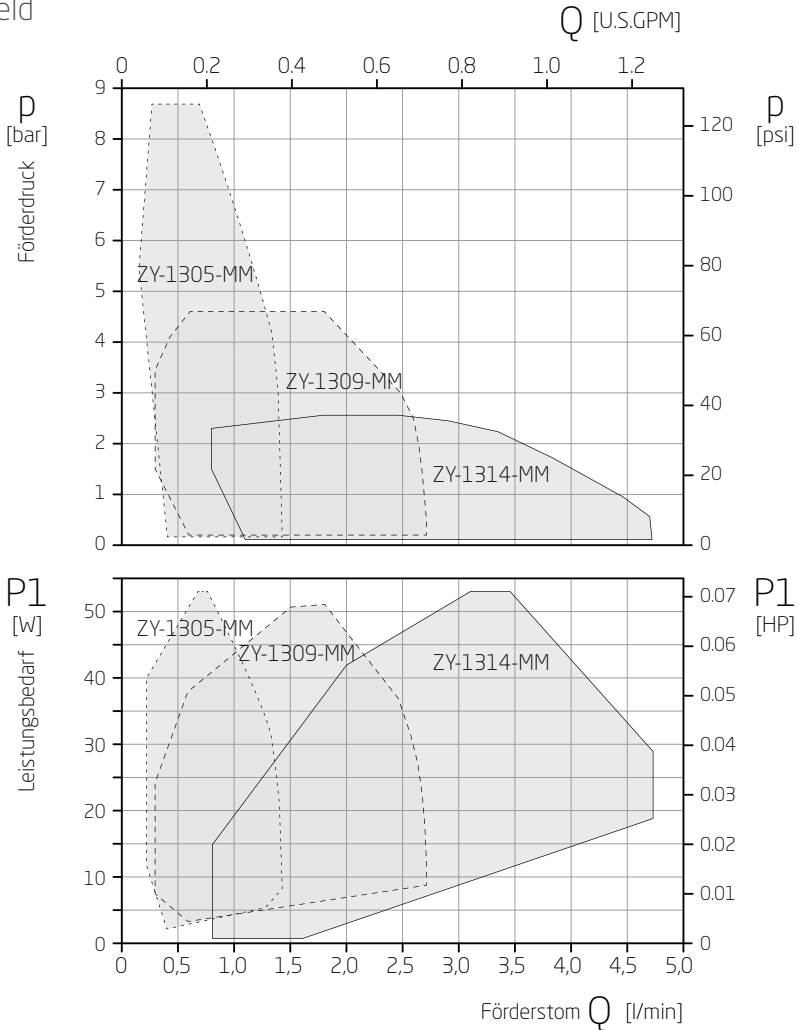 eld
Q [U.S.GPM]
0 0.2 0.4 0.6 0.8 1.0 1.2
p
[bar]
Förderdruck
9
8
7
6
5
4
3
2
1
0
ZY-1305-MM
ZY-1309-MM
ZY-1314-MM
p
[psi]
120
100
80
60
40
20
0
P1
[W]
Leistungsbedarf
50
40
30
20
10
0
ZY-1305-MM
ZY-1309-MM
ZY-1314-MM
P1
[HP]
0.07
0.06
0.05
0.04
0.03
0.02
0.01
0
0 0,5 1,0 1,5 2,0 2,5 3,0 3,5 4,0 4,5 5,0
Förderstom Q [l/min]